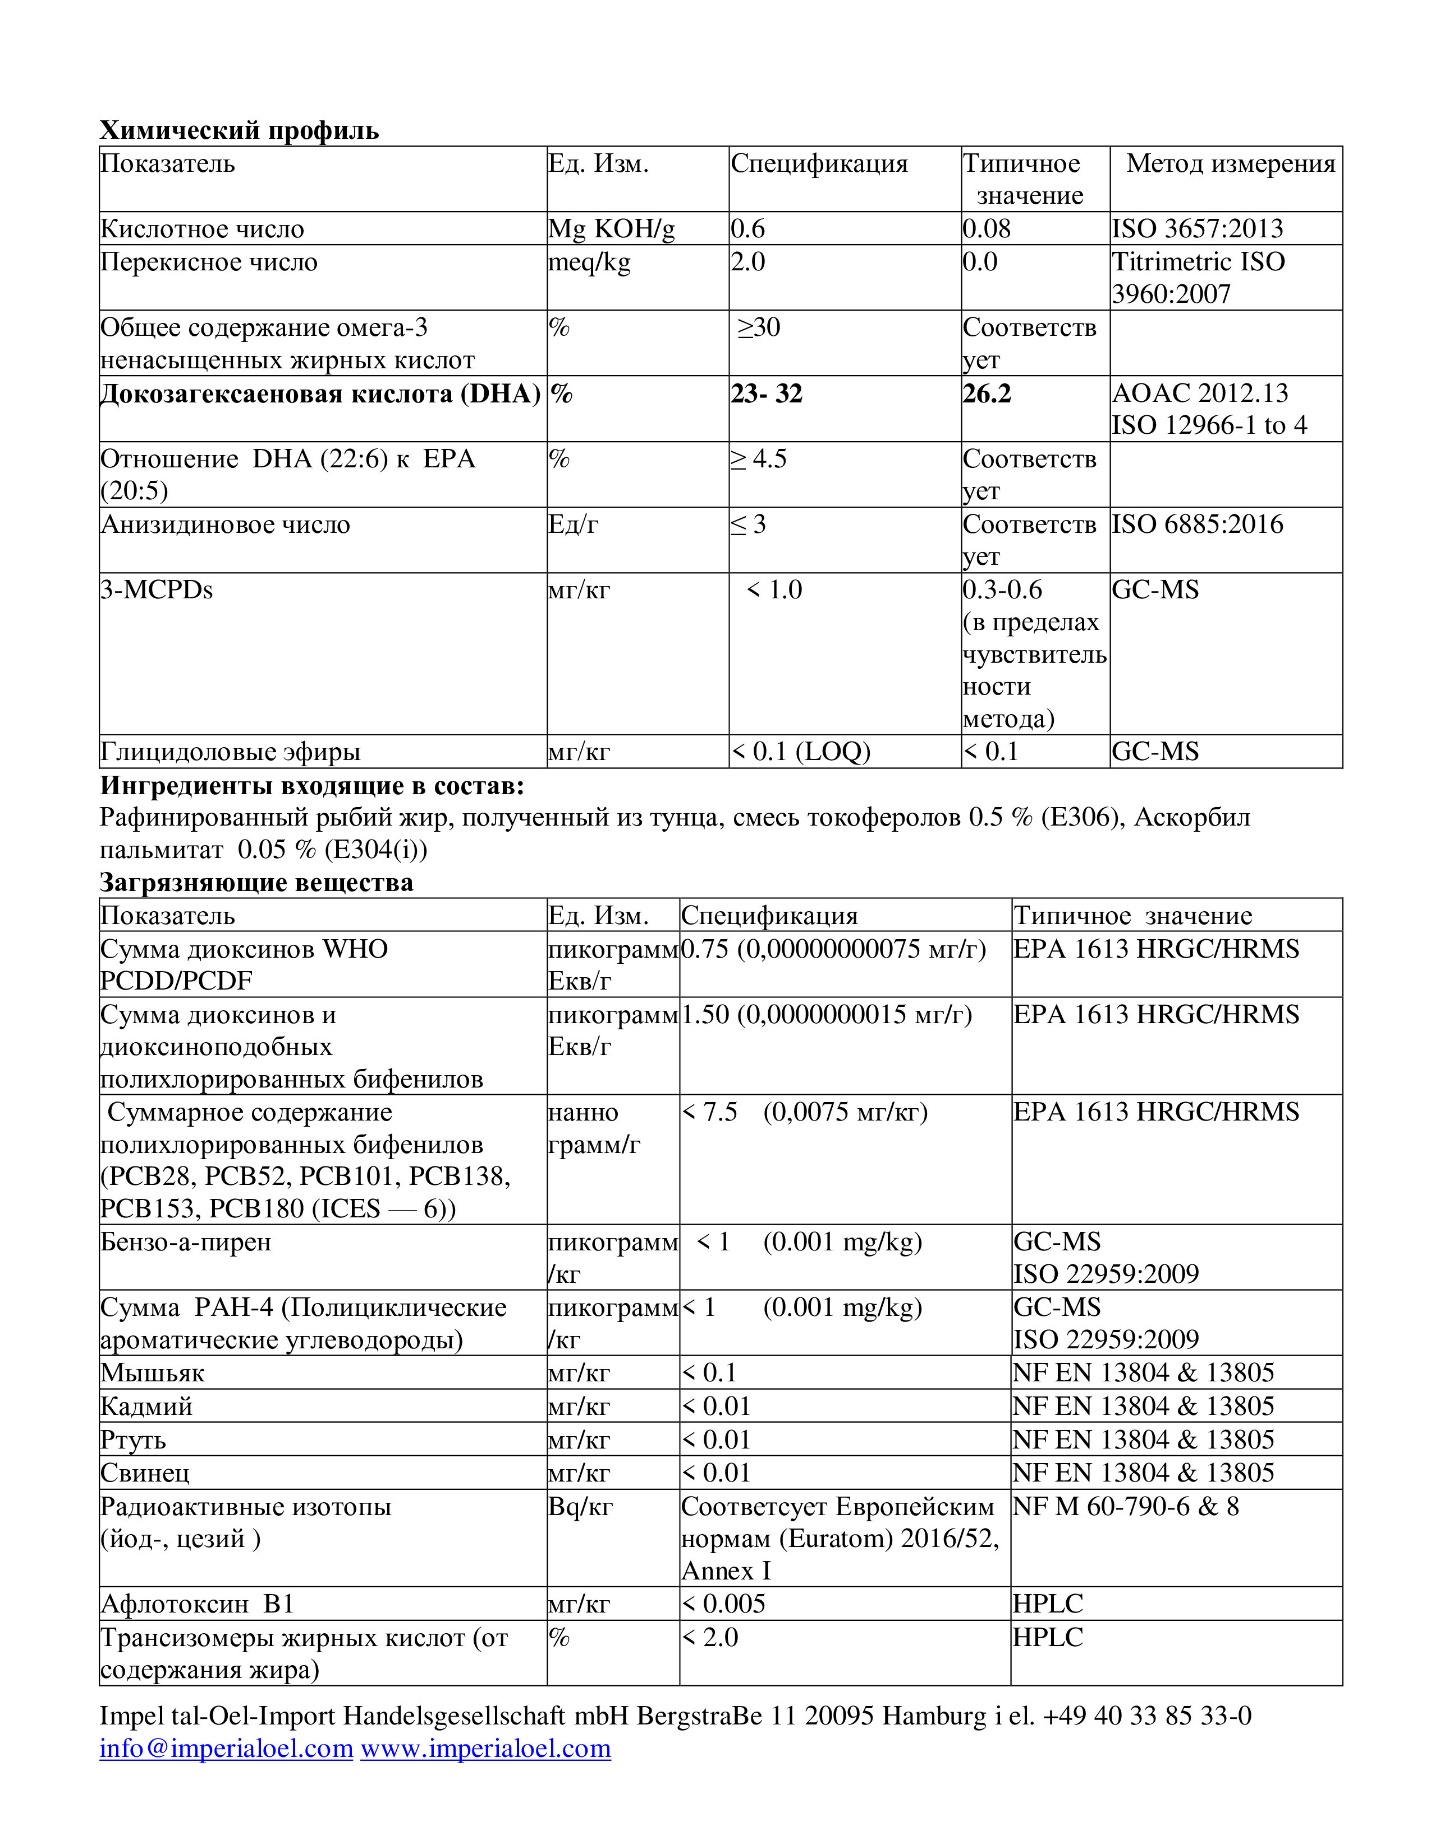 Химический профиль
Показатель Ед. Изм. Спецификация Типичное Метод измерения
значение
Кислотное число Mg KOH/g 0.6 0.08 ISO 3657:2013
Перекисное число meq/kg 2.0 0.0 Titrimetric ISO
3960:2007
Общее содержание омега-3 % ≥30 Соответств
ненасыщенных жирных кислот ует
Докозагексаеновая кислота (DHA) % 23- 32 26.2 AOAC 2012.13
ISO 12966-1 to 4
Отношение DHA (22:6) к EPA % ≥ 4.5 Соответств
(20:5) ует
Анизидиновое число Ед/г ≤ 3 Соответств ISO 6885:2016
ует
3-MCPDs мг/кг < 1.0 0.3-0.6 GC-MS
(в пределах
чувствитель
ности
метода)
Глицидоловые эфиры мг/кг < 0.1 (LOQ) < 0.1 GC-MS
Ингредиенты входящие в состав:
Рафинированный рыбий жир, полученный из тунца, смесь токоферолов 0.5 % (E306), Аскорбил
пальмитат 0.05 % (E304(i))
Загрязняющие вещества
Показатель Ед. Изм. Спецификация Типичное значение
Сумма диоксинов WHO пикограмм 0.75 (0,00000000075 мг/г) EPA 1613 HRGC/HRMS
PCDD/PCDF Екв/г
Сумма диоксинов и пикограмм 1.50 (0,0000000015 мг/г) EPA 1613 HRGC/HRMS
диоксиноподобных Екв/г
полихлорированных бифенилов
Суммарное содержание нанно < 7.5 (0,0075 мг/кг) EPA 1613 HRGC/HRMS
полихлорированных бифенилов грамм/г
(PCB28, PCB52, PCB101, PCB138,
PCB153, PCB180 (ICES — 6))
Бензо-а-пирен пикограмм < 1 (0.001 mg/kg) GC-MS
/кг ISO 22959:2009
Сумма PAH-4 (Полициклические пикограмм < 1 (0.001 mg/kg) GC-MS
ароматические углеводороды) /кг ISO 22959:2009
Мышьяк мг/кг < 0.1 NF EN 13804 & 13805
Кадмий мг/кг < 0.01 NF EN 13804 & 13805
Ртуть мг/кг < 0.01 NF EN 13804 & 13805
Свинец мг/кг < 0.01 NF EN 13804 & 13805
Радиоактивные изотопы Bq/кг Соответсует Европейским NF M 60-790-6 & 8
(йод-, цезий ) нормам (Euratom) 2016/52,
Annex I
Афлотоксин B1 мг/кг < 0.005 HPLC
Трансизомеры жирных кислот (от % < 2.0 HPLC
содержания жира)
Impel tal-Oel-Import Handelsgesellschaft mbH BergstraBe 11 20095 Hamburg i el. +49 40 33 85 33-0
info@imperialoel.com www.imperialoel.com